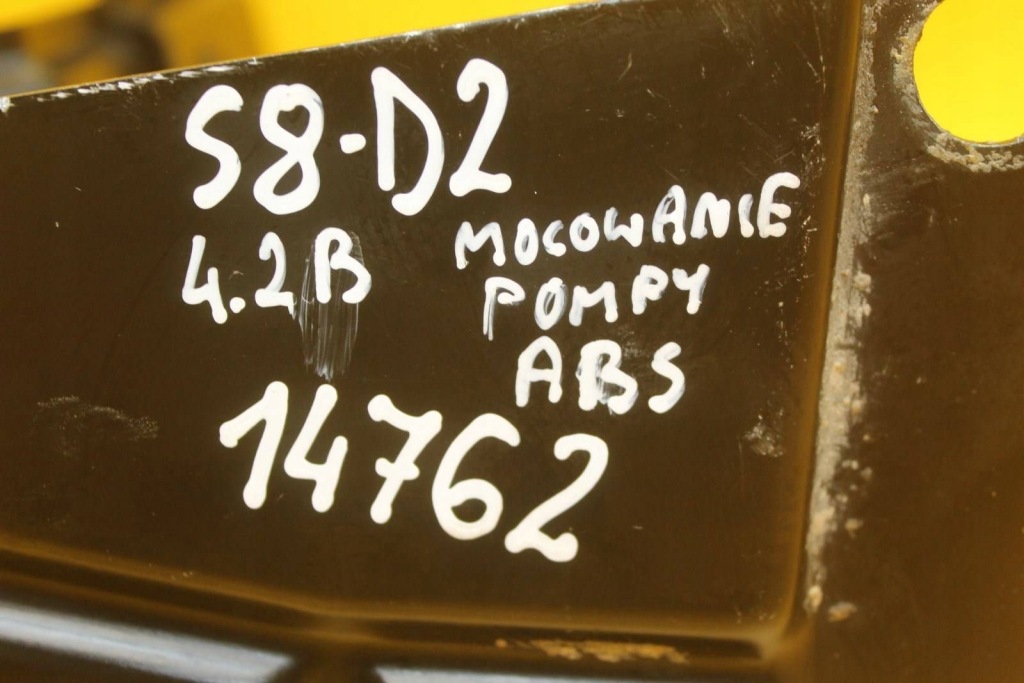 S8-D2
4.2B
MOCOWANIE
POMPY
ABS
14762